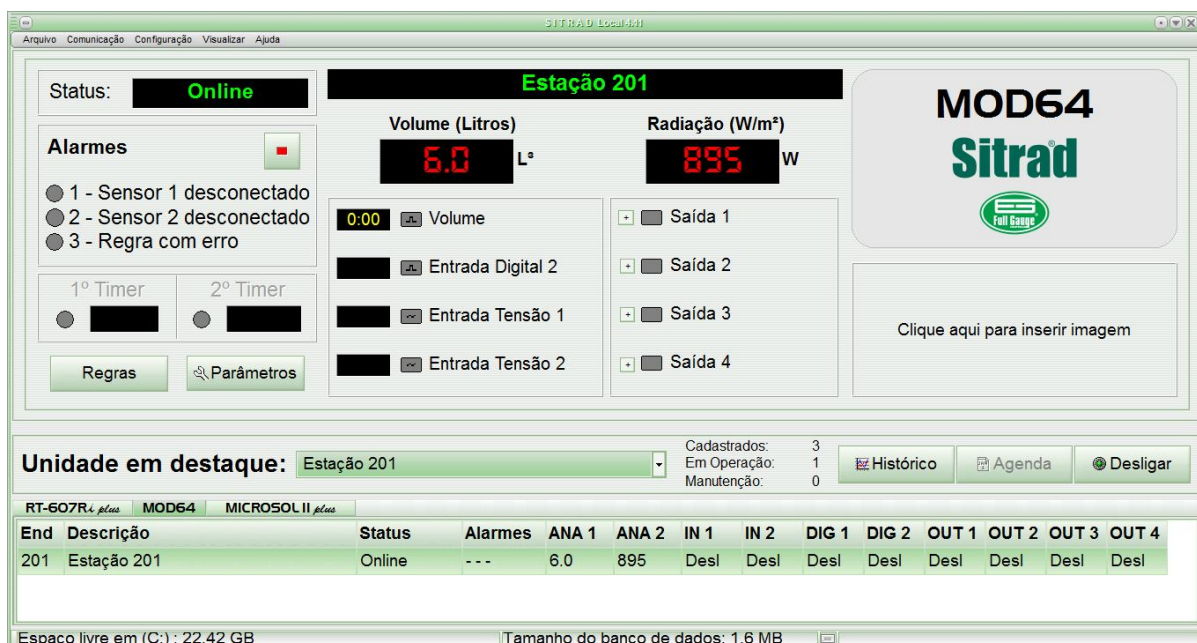 SITRAD Local 4.11
Arquivo Comunicação Configuração Visualizar Ajuda
Status: Online
Estação 201
Alarmes
1 - Sensor 1 desconectado
2 - Sensor 2 desconectado
3 - Regra com erro
1º Timer 2º Timer
Regras Parâmetros
Volume (Litros) Radiação (W/m²)
6.0 Lª 895 W
0:00 Volume
Entrada Digital 2
Entrada Tensão 1
Entrada Tensão 2
+ Saída 1
+ Saída 2
+ Saída 3
+ Saída 4
MOD64
Sitrad
Full Gauge
Clique aqui para inserir imagem
Unidade em destaque: Estação 201
Cadastrados: 3
Em Operação: 1
Manutenção: 0
Histórico Agenda Desligar
RT-607Ri plus MOD64 MICROSOL II plus
End Descrição Status Alarmes ANA 1 ANA 2 IN 1 IN 2 DIG 1 DIG 2 OUT 1 OUT 2 OUT 3 OUT 4
201 Estação 201 Online - - - 6.0 895 Desl Desl Desl Desl Desl Desl Desl Desl
Espaço livre em (C:) : 22.42 GB Tamanho do banco de dados: 1.6 MB